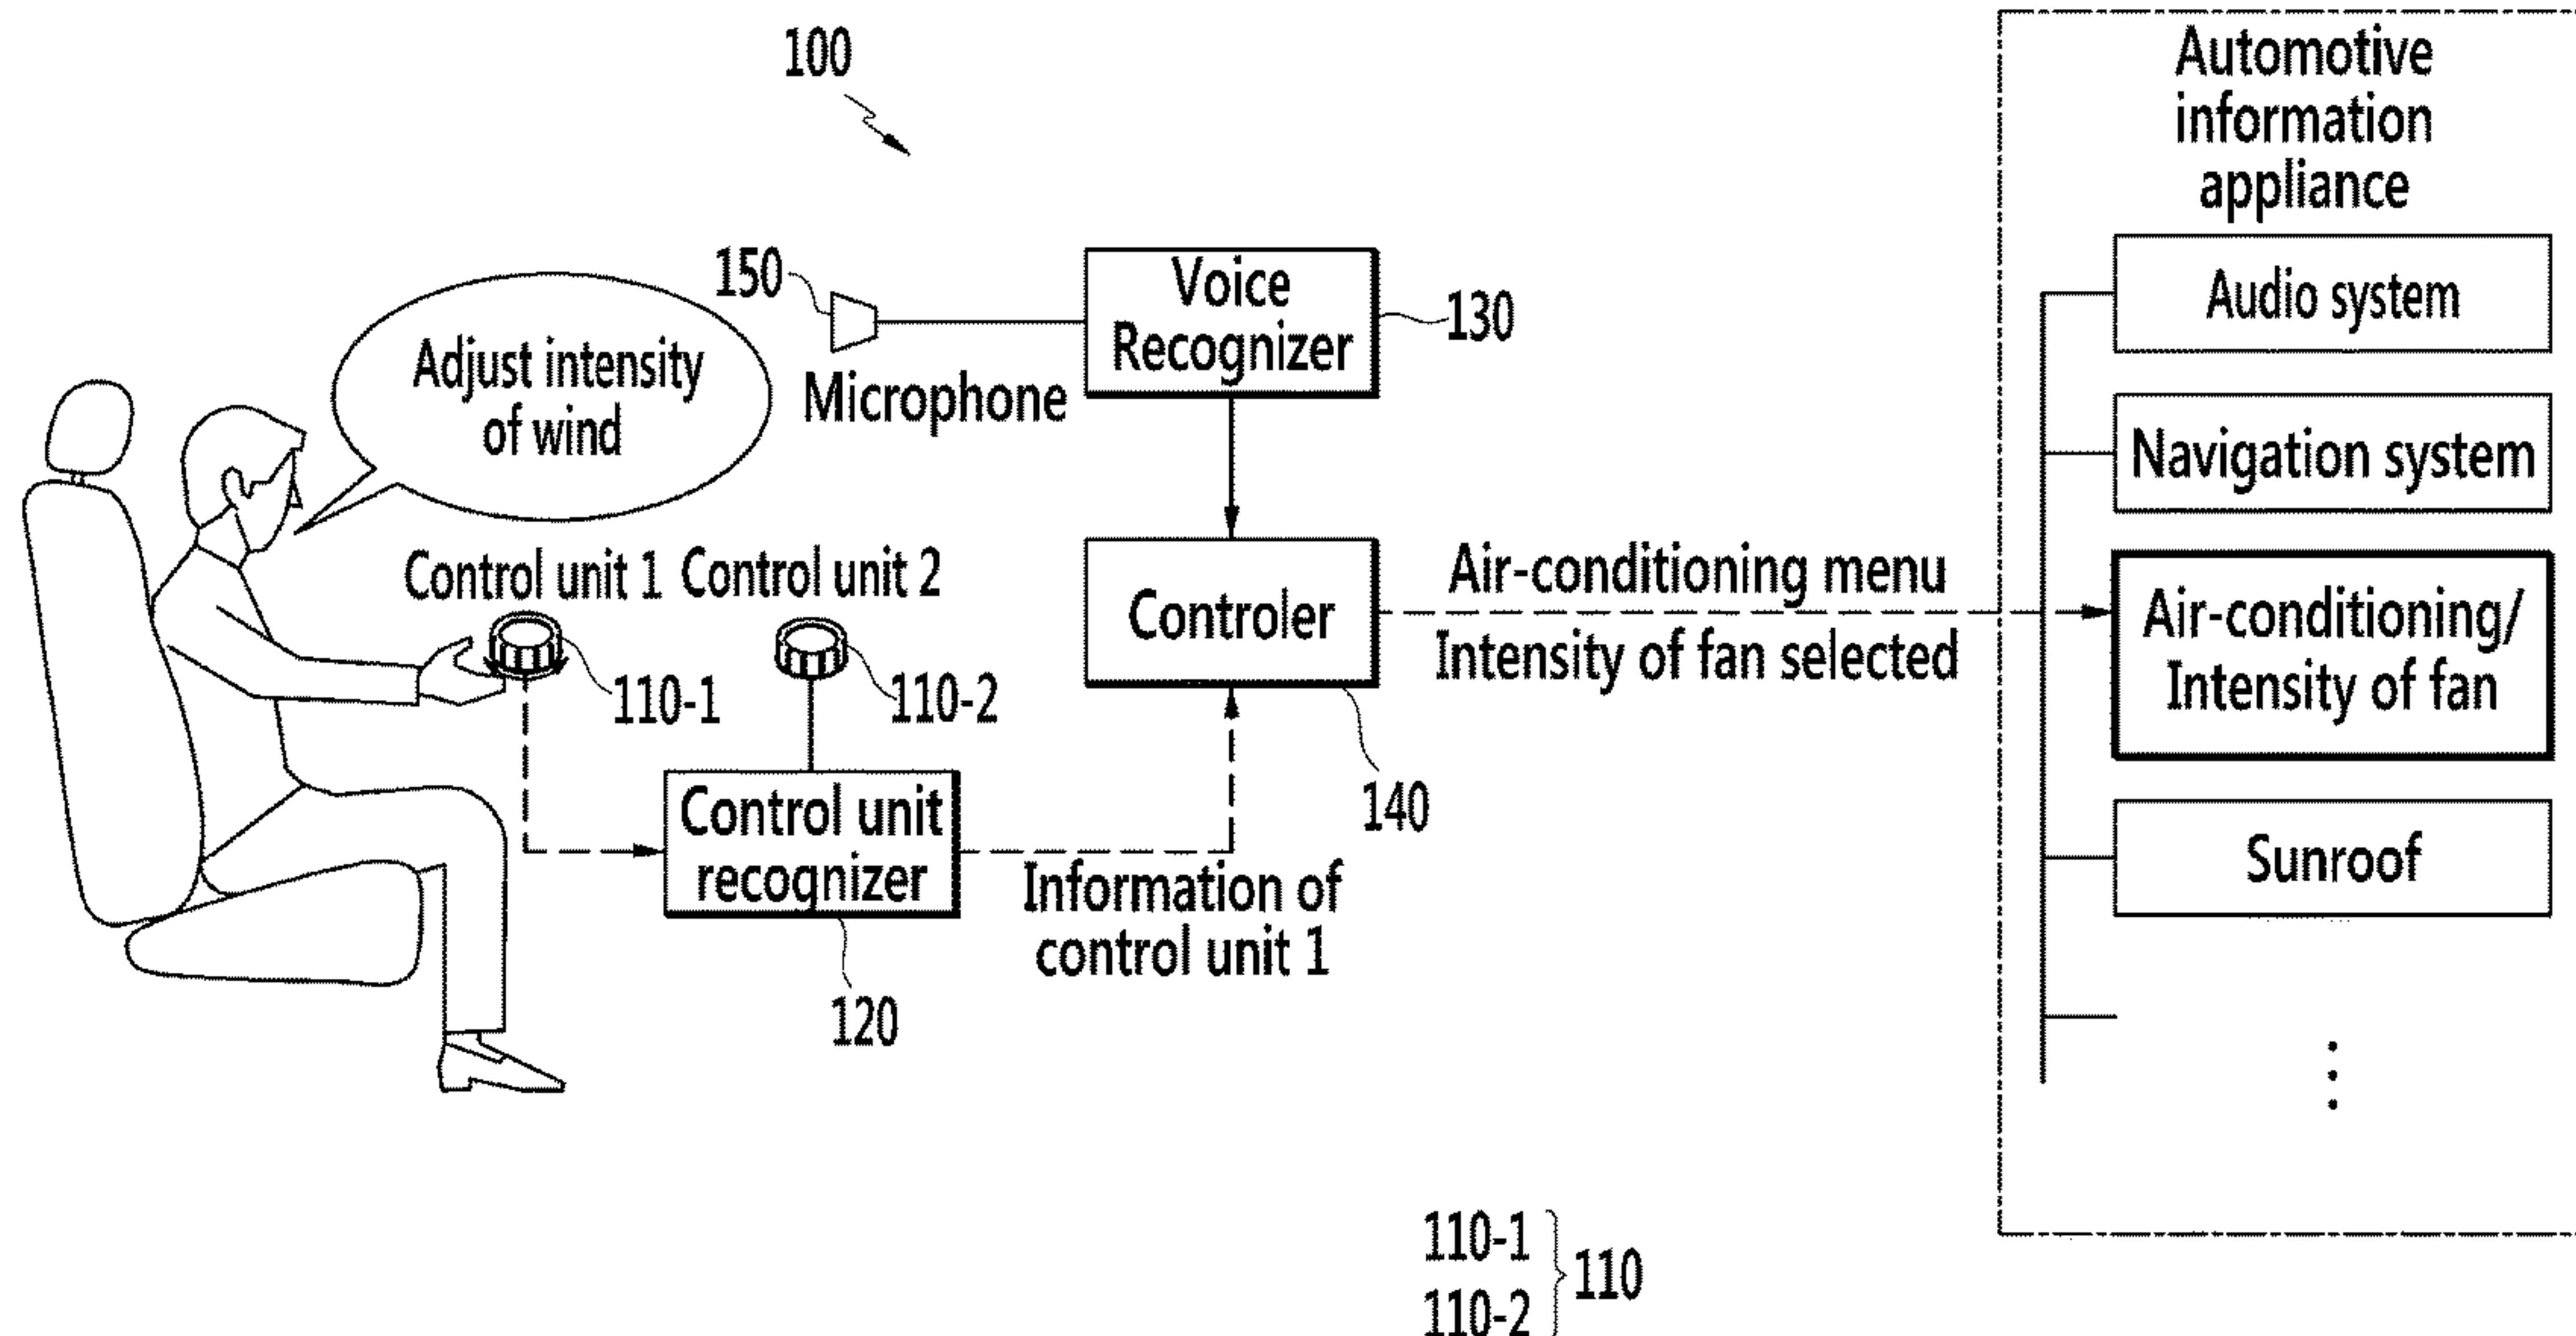 100
Automotive
information
appliance
150
Microphone
Voice
Recognizer
130
Audio system
Adjust intensity
of wind
Navigation system
Control unit 1
Control unit 2
110-1
110-2
Controler
140
Air-conditioning menu
Intensity of fan selected
Air-conditioning/
Intensity of fan
Control unit
recognizer
120
Information of
control unit 1
Sunroof
110-1
110-2
110